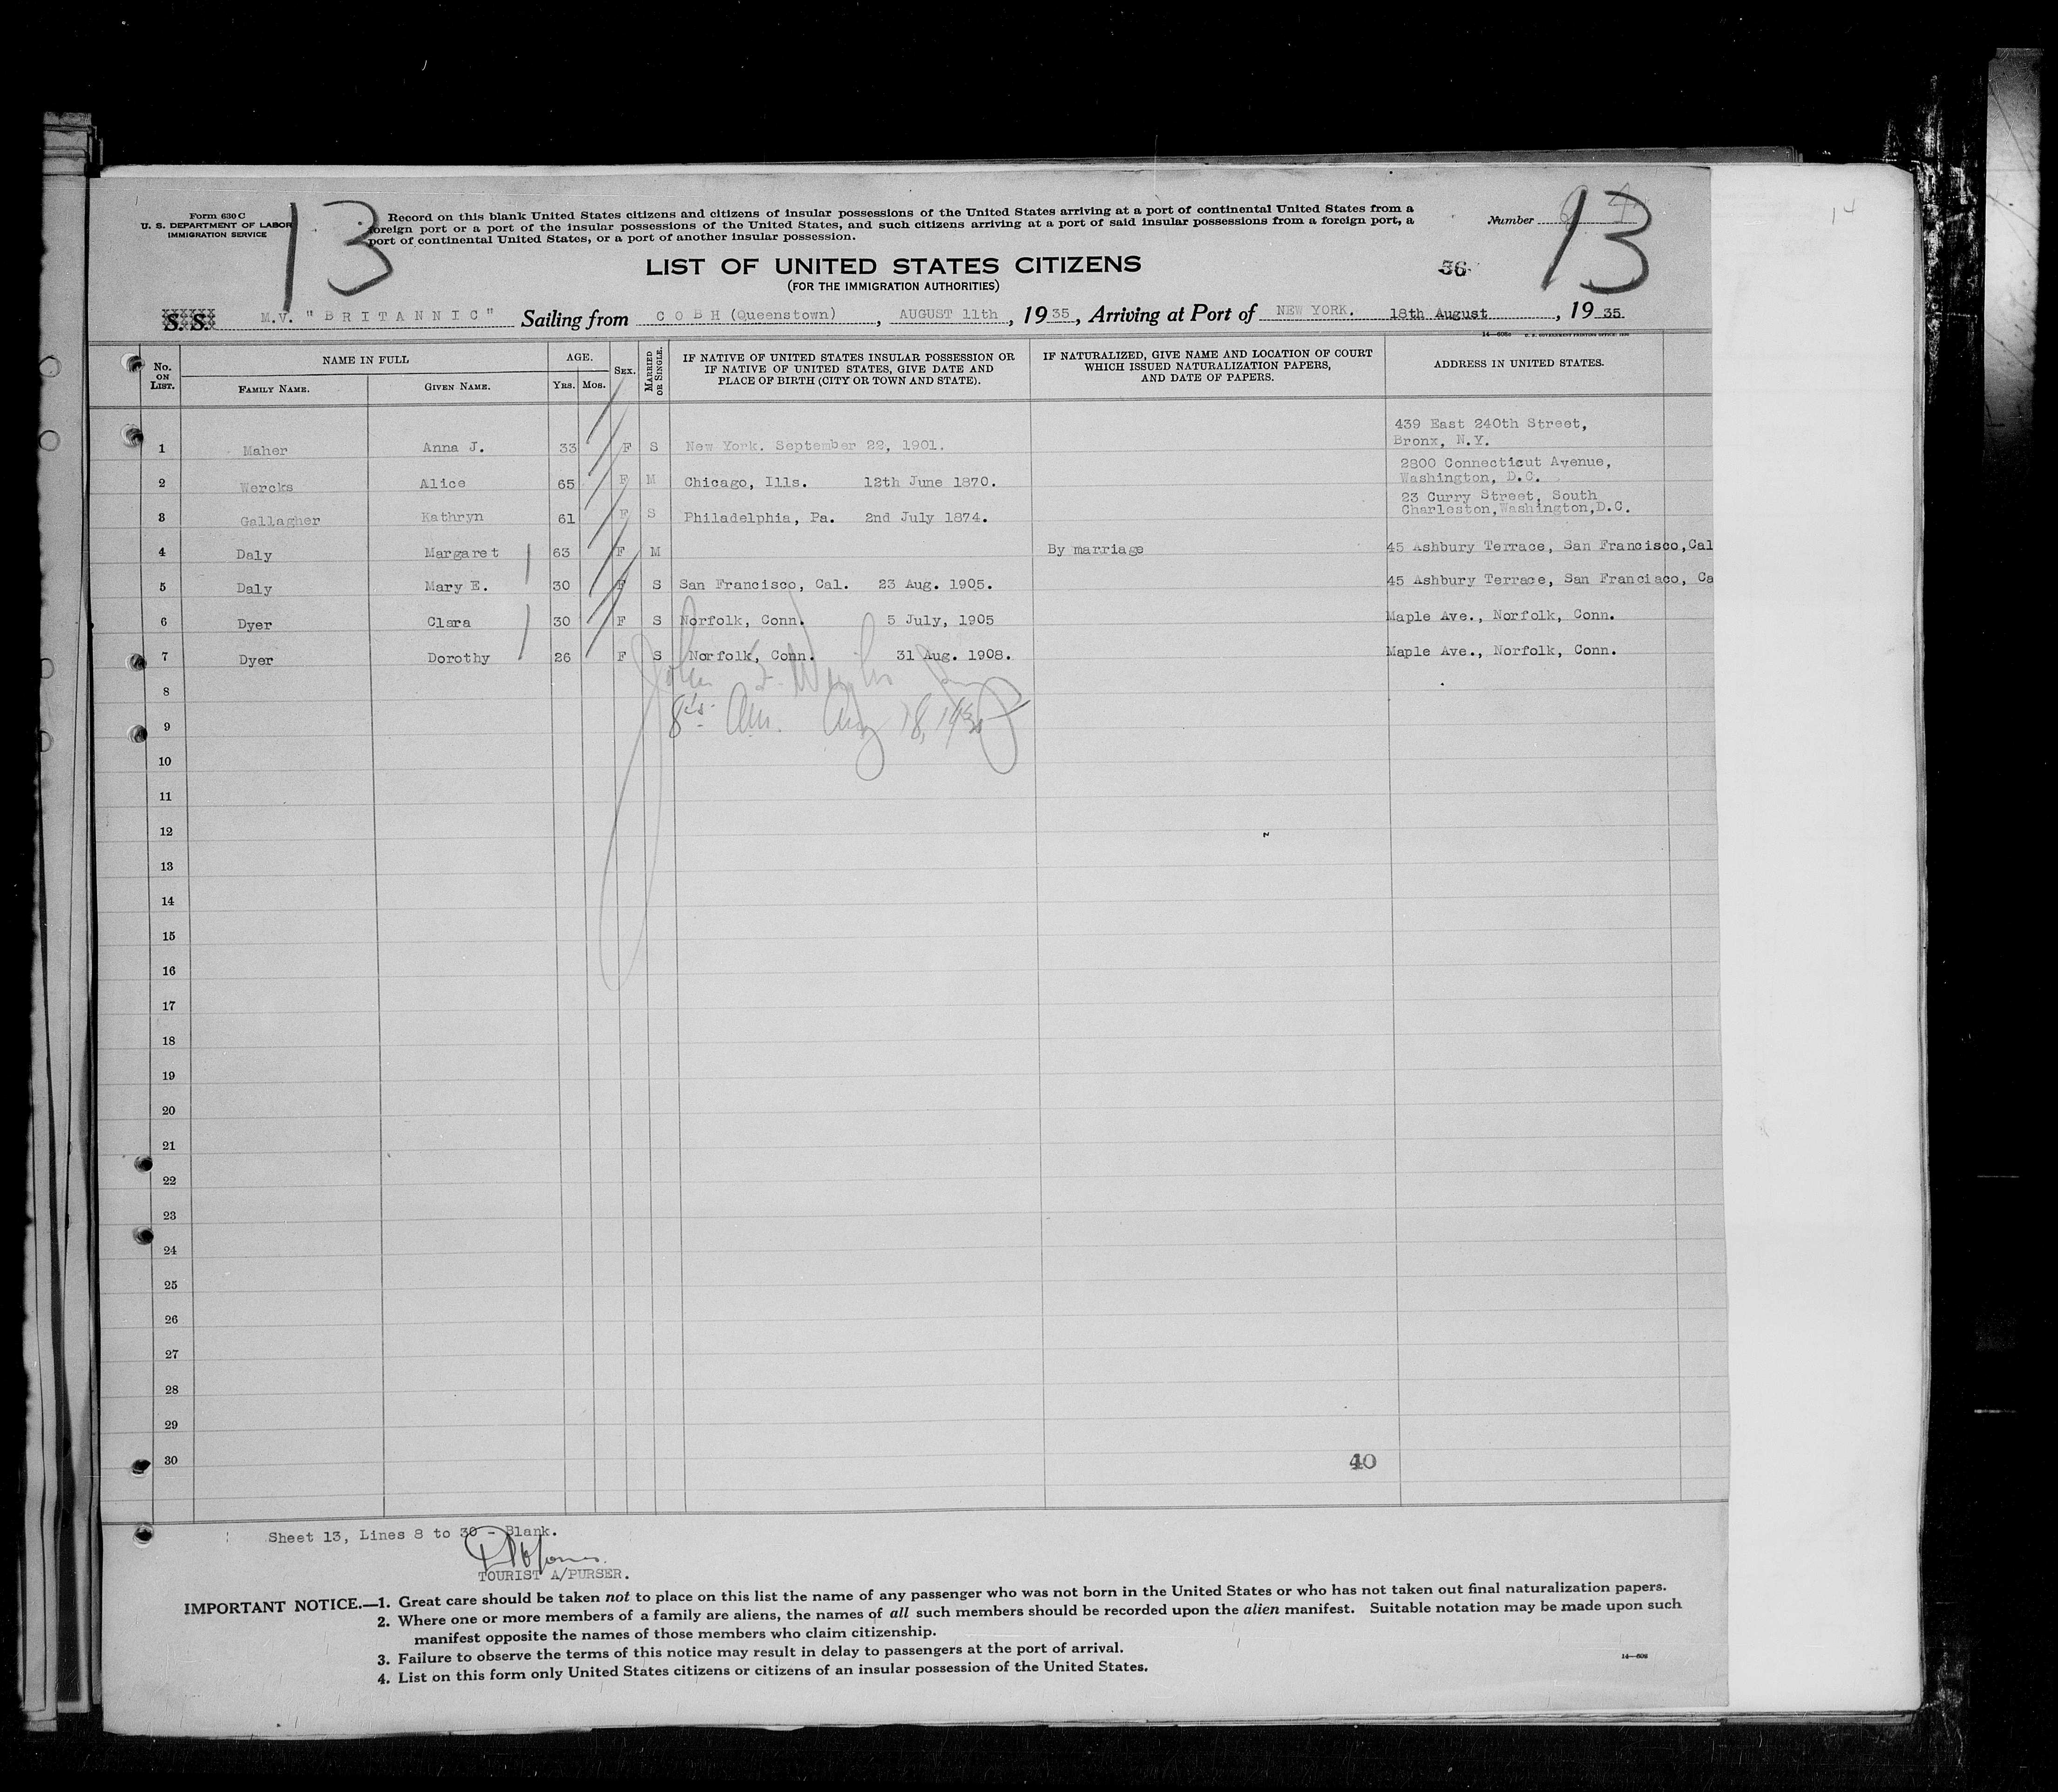 Form 630 C
U. S. DEPARTMENT OF LABOR
IMMIGRATION SERVICE
13
Record on this blank United States citizens and citizens of insular possessions of the United States arriving at a port of continental United States from a
foreign port or a port of the insular possessions of the United States, and such citizens arriving at a port of said insular possessions from a foreign port, a
port of continental United States, or a port of another insular possession.
Number
13
14
LIST OF UNITED STATES CITIZENS
(FOR THE IMMIGRATION AUTHORITIES)
36
S. S. M.V. "BRITANNIC" Sailing from COBH (Queenstown), AUGUST 11th, 1935, Arriving at Port of NEW YORK. 18th August, 1935.
No. ON LIST. NAME IN FULL FAMILY NAME. GIVEN NAME. AGE. YRS. MOS. SEX. MARRIED OR SINGLE. IF NATIVE OF UNITED STATES INSULAR POSSESSION OR IF NATIVE OF UNITED STATES, GIVE DATE AND PLACE OF BIRTH (CITY OR TOWN AND STATE). IF NATURALIZED, GIVE NAME AND LOCATION OF COURT WHICH ISSUED NATURALIZATION PAPERS, AND DATE OF PAPERS. ADDRESS IN UNITED STATES.
439 East 240th Street,
1 Maher Anna J. 33 F S New York. September 22, 1901. Bronx, N.Y.
2800 Connecticut Avenue,
2 Wercks Alice 65 F M Chicago, Ills. 12th June 1870. Washington, D.C.
23 Curry Street, South
3 Gallagher Kathryn 61 F S Philadelphia, Pa. 2nd July 1874. Charleston,Washington,D.C.
4 Daly Margaret 63 F M By marriage 45 Ashbury Terrace, San Francisco,Cal
5 Daly Mary E. 30 F S San Francisco, Cal. 23 Aug. 1905. 45 Ashbury Terrace, San Francisco, Ca
6 Dyer Clara 30 F S Norfolk, Conn. 5 July, 1905 Maple Ave., Norfolk, Conn.
7 Dyer Dorothy 26 F S Norfolk, Conn. 31 Aug. 1908. Maple Ave., Norfolk, Conn.
8 John
9 Aug 18, 1935
10
11
12
13
14
15
16
17
18
19
20
21
22
23
24
25
26
27
28
29
30 40
Sheet 13, Lines 8 to 30 - Blank.
TOURIST A/PURSER.
IMPORTANT NOTICE.—1. Great care should be taken not to place on this list the name of any passenger who was not born in the United States or who has not taken out final naturalization papers.
2. Where one or more members of a family are aliens, the names of all such members should be recorded upon the alien manifest. Suitable notation may be made upon such
manifest opposite the names of those members who claim citizenship.
3. Failure to observe the terms of this notice may result in delay to passengers at the port of arrival.
4. List on this form only United States citizens or citizens of an insular possession of the United States.
14—608